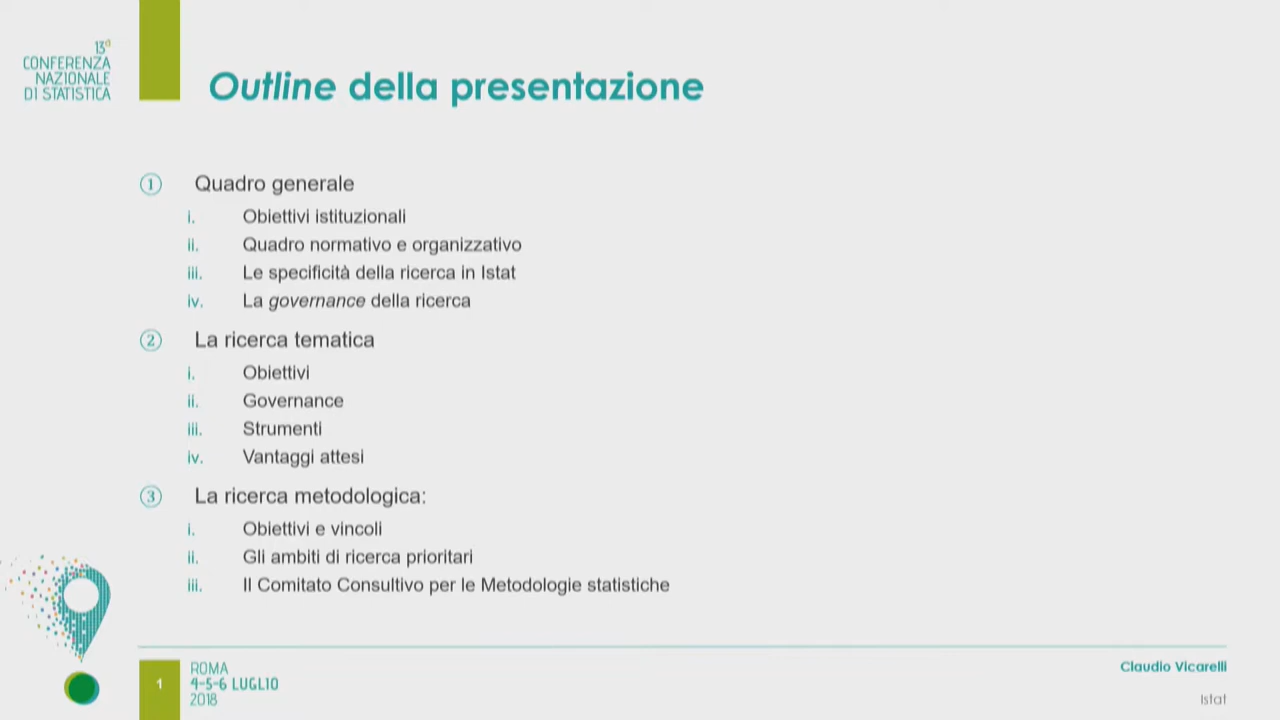 13ª
CONFERENZA
NAZIONALE
DI STATISTICA
Outline della presentazione
① Quadro generale
i. Obiettivi istituzionali
ii. Quadro normativo e organizzativo
iii. Le specificità della ricerca in Istat
iv. La governance della ricerca
② La ricerca tematica
i. Obiettivi
ii. Governance
iii. Strumenti
iv. Vantaggi attesi
③ La ricerca metodologica:
i. Obiettivi e vincoli
ii. Gli ambiti di ricerca prioritari
iii. Il Comitato Consultivo per le Metodologie statistiche
1
ROMA
4-5-6 LUGLIO
2018
Claudio Vicarelli
Istat